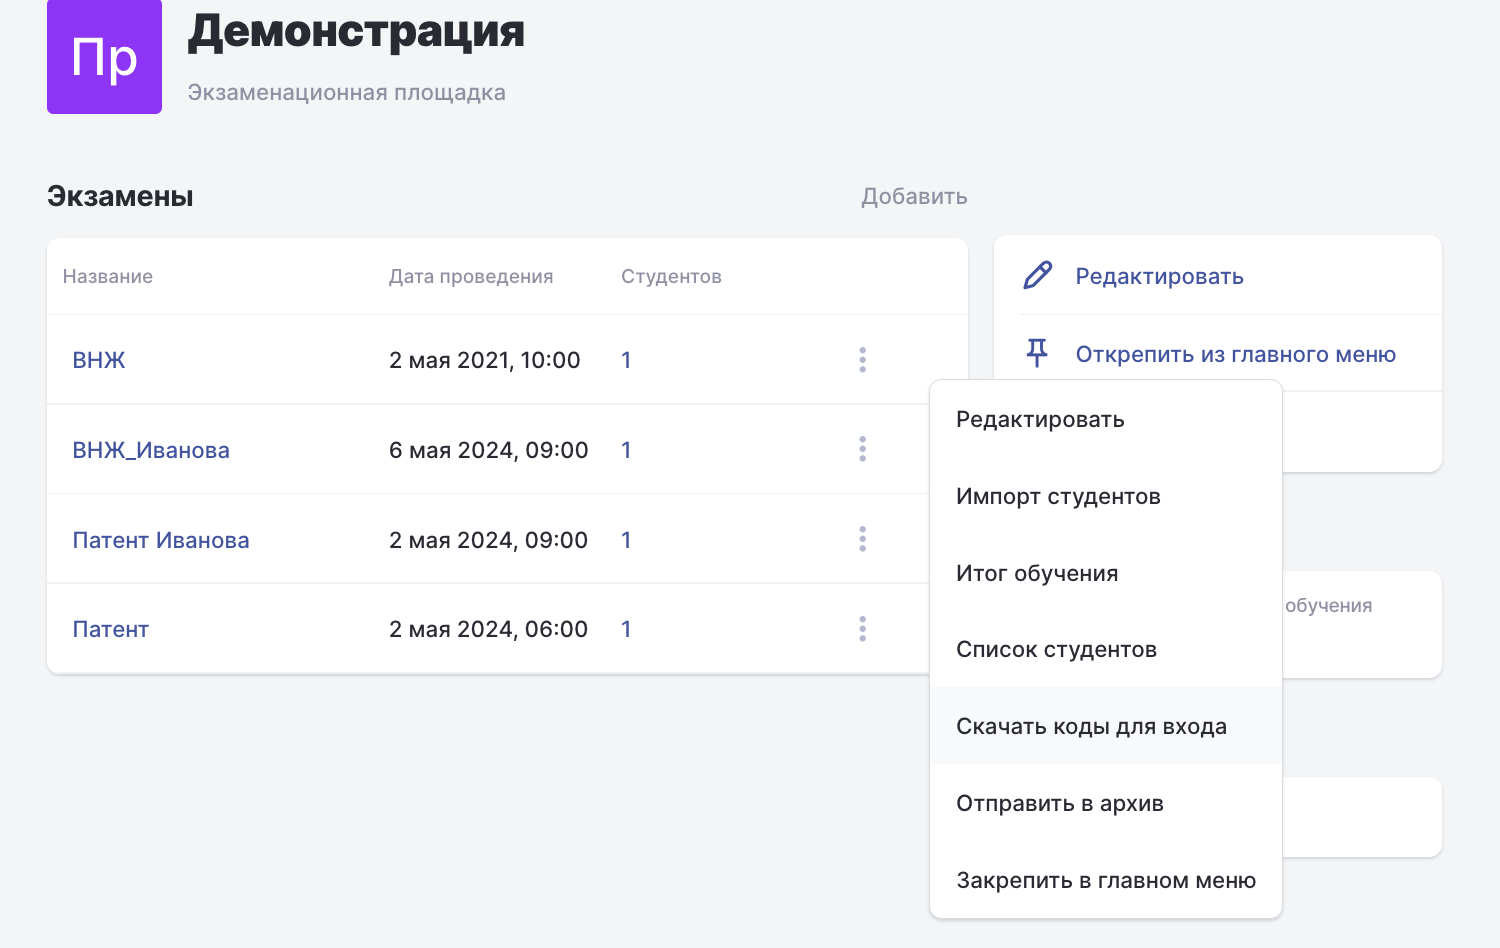 Пр
Демонстрация
Экзаменационная площадка
Экзамены
Добавить
Название Дата проведения Студентов
ВНЖ 2 мая 2021, 10:00 1
ВНЖ_Иванова 6 мая 2024, 09:00 1
Патент Иванова 2 мая 2024, 09:00 1
Патент 2 мая 2024, 06:00 1
Редактировать
Открепить из главного меню
обучения
Редактировать
Импорт студентов
Итог обучения
Список студентов
Скачать коды для входа
Отправить в архив
Закрепить в главном меню